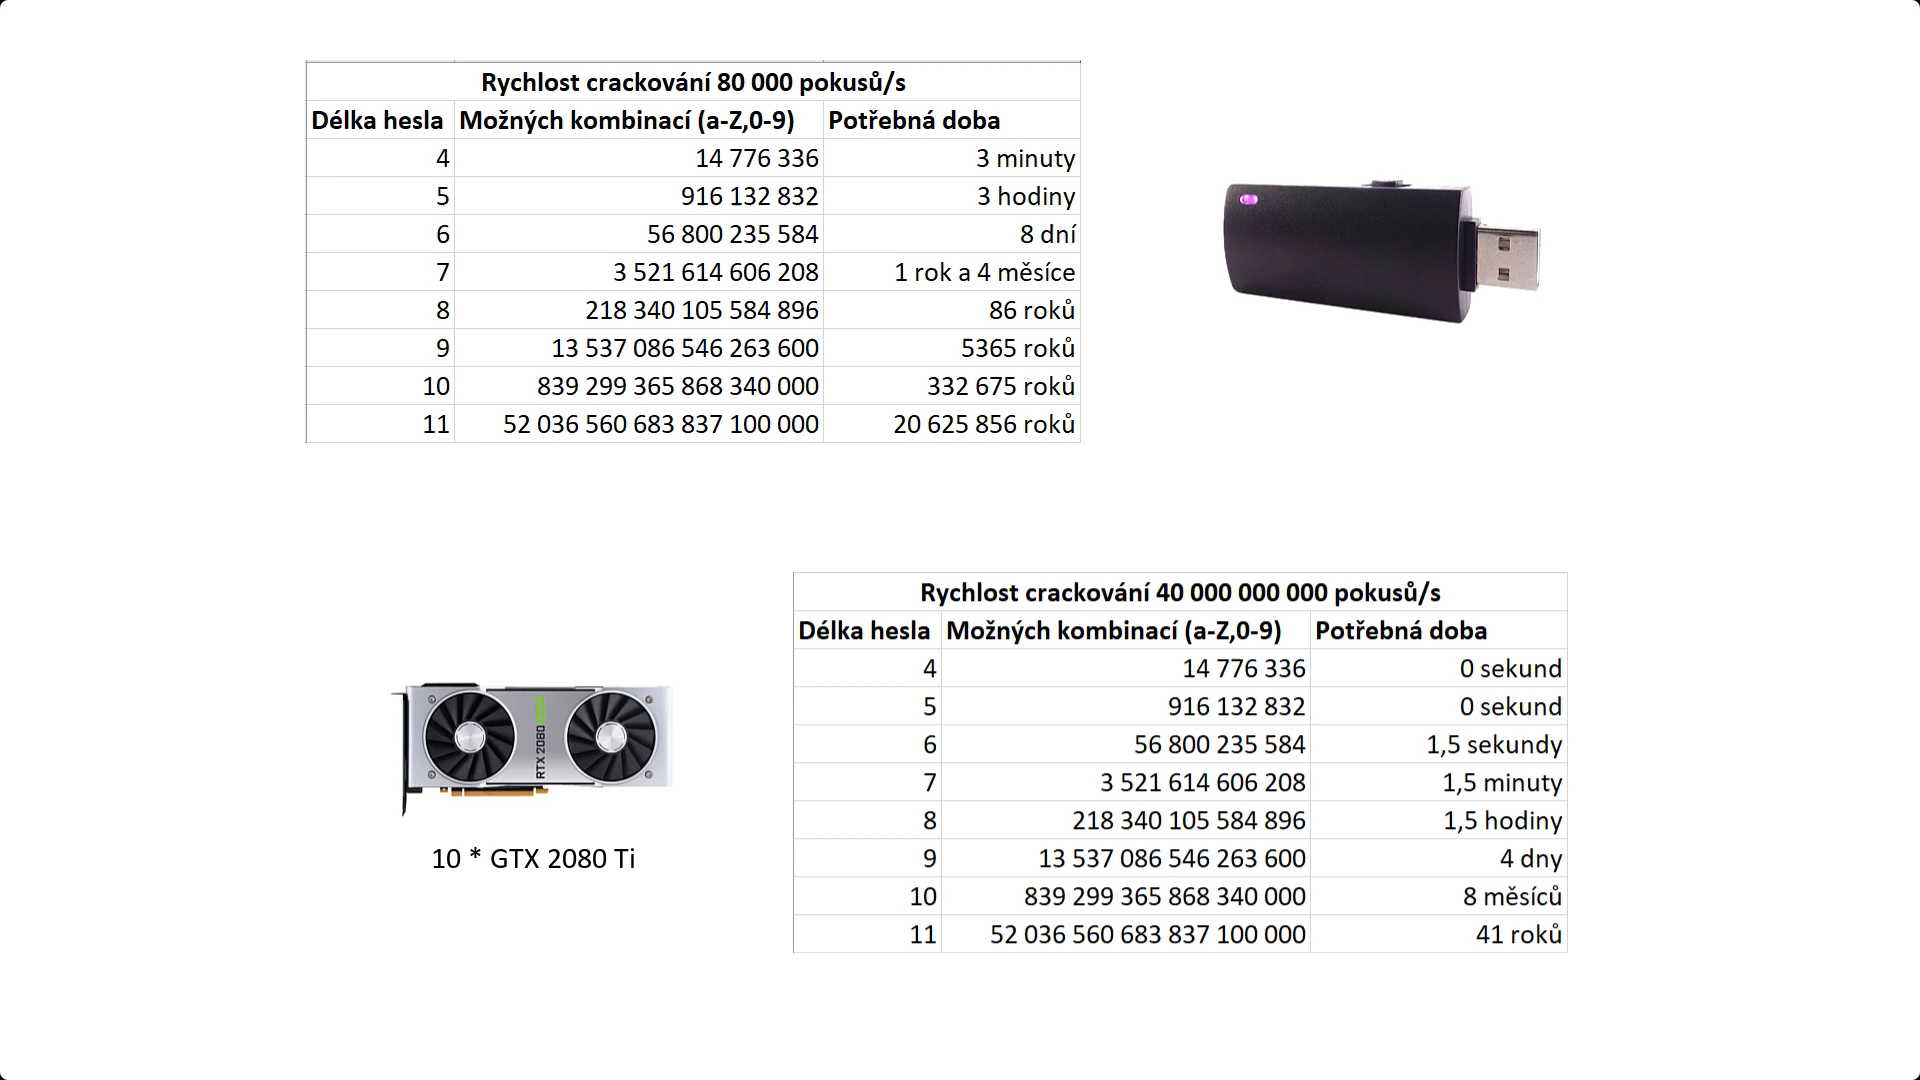 Rychlost crackování 80 000 pokusů/s
Délka hesla Možných kombinací (a-Z,0-9) Potřebná doba
4 14 776 336 3 minuty
5 916 132 832 3 hodiny
6 56 800 235 584 8 dní
7 3 521 614 606 208 1 rok a 4 měsíce
8 218 340 105 584 896 86 roků
9 13 537 086 546 263 600 5365 roků
10 839 299 365 868 340 000 332 675 roků
11 52 036 560 683 837 100 000 20 625 856 roků
RTX 2080
10 * GTX 2080 Ti
Rychlost crackování 40 000 000 000 pokusů/s
Délka hesla Možných kombinací (a-Z,0-9) Potřebná doba
4 14 776 336 0 sekund
5 916 132 832 0 sekund
6 56 800 235 584 1,5 sekundy
7 3 521 614 606 208 1,5 minuty
8 218 340 105 584 896 1,5 hodiny
9 13 537 086 546 263 600 4 dny
10 839 299 365 868 340 000 8 měsíců
11 52 036 560 683 837 100 000 41 roků